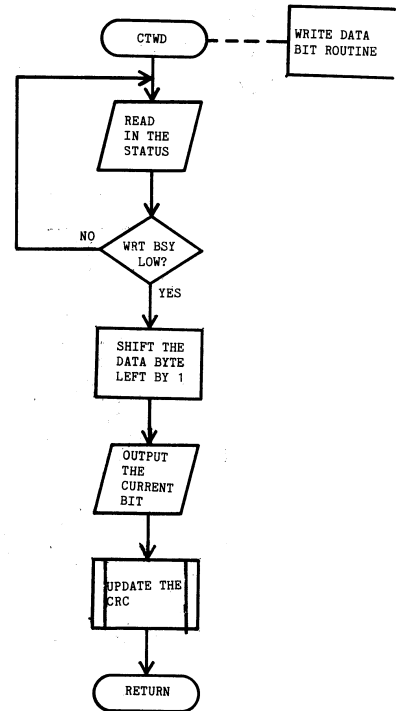 CTWD
WRITE DATA
BIT ROUTINE
READ
IN THE
STATUS
NO
WRT BSY
LOW?
YES
SHIFT THE
DATA BYTE
LEFT BY 1
OUTPUT
THE
CURRENT
BIT
UPDATE THE
CRC
RETURN